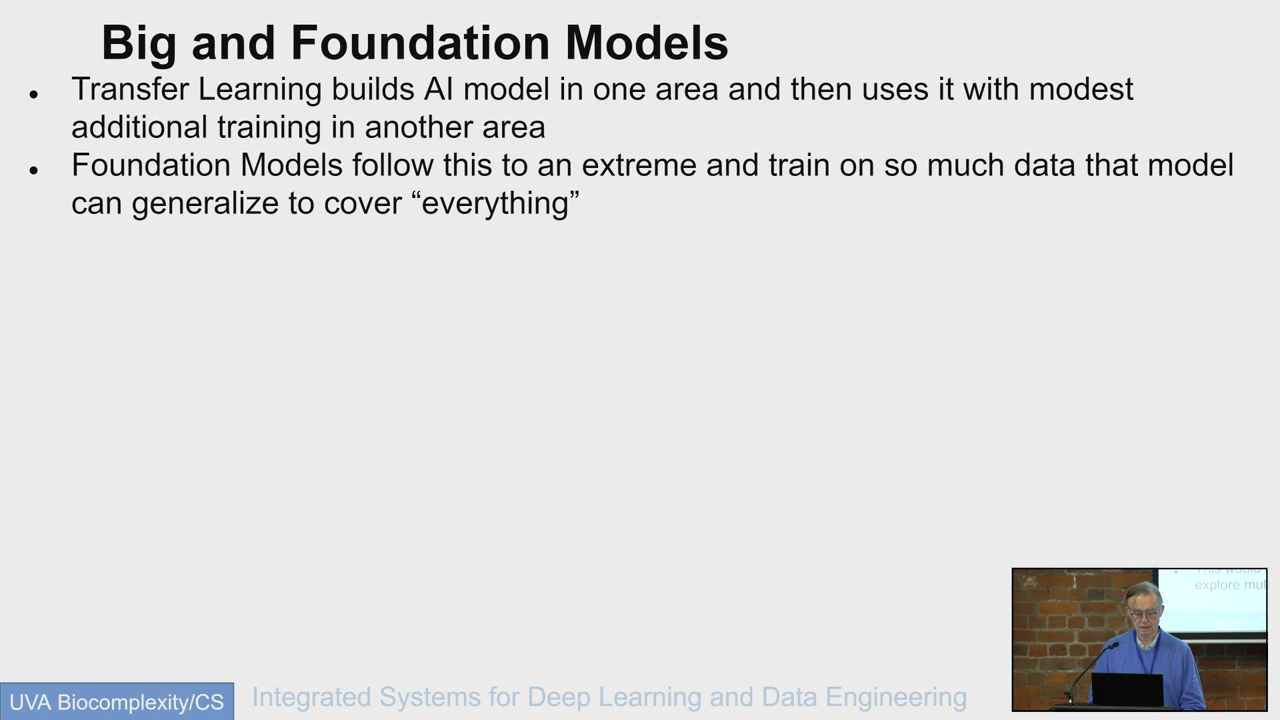 Big and Foundation Models
• Transfer Learning builds AI model in one area and then uses it with modest
additional training in another area
• Foundation Models follow this to an extreme and train on so much data that model
can generalize to cover “everything”
explore mul
UVA Biocomplexity/CS
Integrated Systems for Deep Learning and Data Engineering